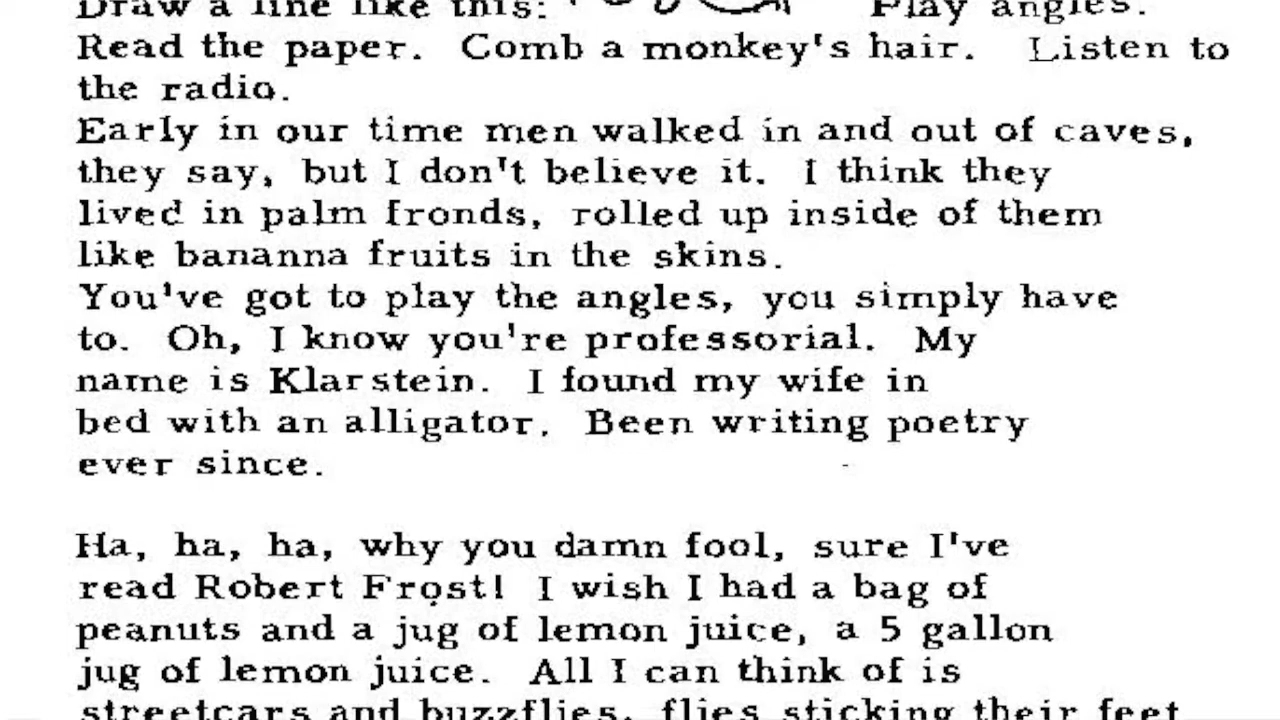 Draw a line like this: Play angles.
Read the paper. Comb a monkey's hair. Listen to
the radio.
Early in our time men walked in and out of caves,
they say, but I don't believe it. I think they
lived in palm fronds, rolled up inside of them
like bananna fruits in the skins.
You've got to play the angles, you simply have
to. Oh, I know you're professorial. My
name is Klarstein. I found my wife in
bed with an alligator. Been writing poetry
ever since.
Ha, ha, ha, why you damn fool, sure I've
read Robert Frost! I wish I had a bag of
peanuts and a jug of lemon juice, a 5 gallon
jug of lemon juice. All I can think of is
streetcars and buzzflies, flies sticking their feet